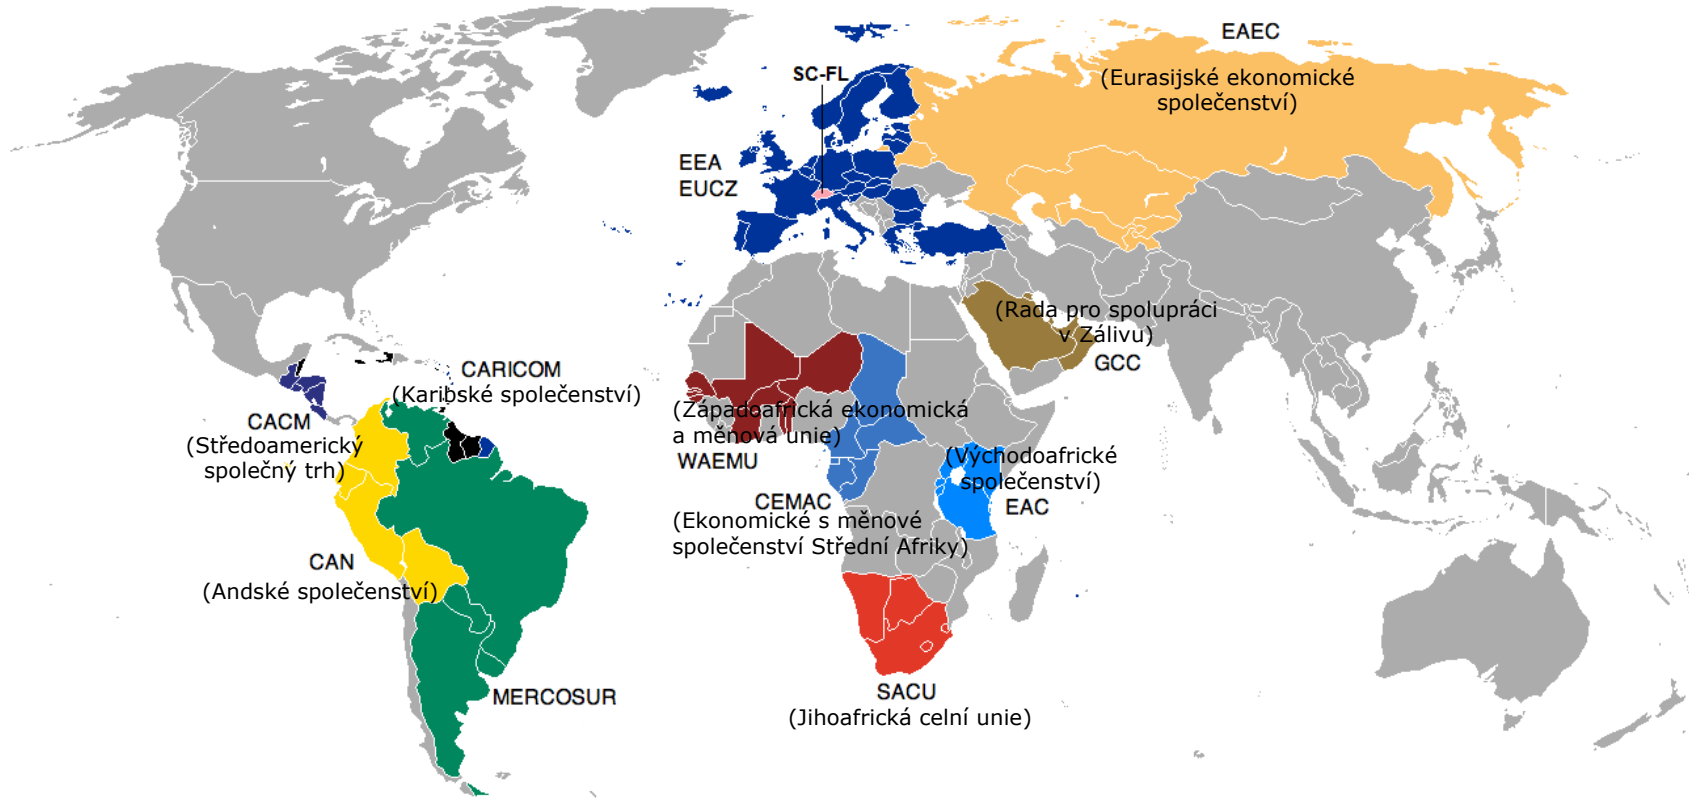 EAEC
(Eurasijské ekonomické
společenství)
SC-FL
EEA
EUCZ
(Rada pro spolupráci
v Zálivu)
GCC
CARICOM
(Karibské společenství)
CACM
(Středoamerický
společný trh)
(Západoafrická ekonomická
a měnová unie)
WAEMU
(Východoafrické
společenství)
EAC
CEMAC
(Ekonomické s měnové
společenství Střední Afriky)
CAN
(Andské společenství)
MERCOSUR
SACU
(Jihoafrická celní unie)